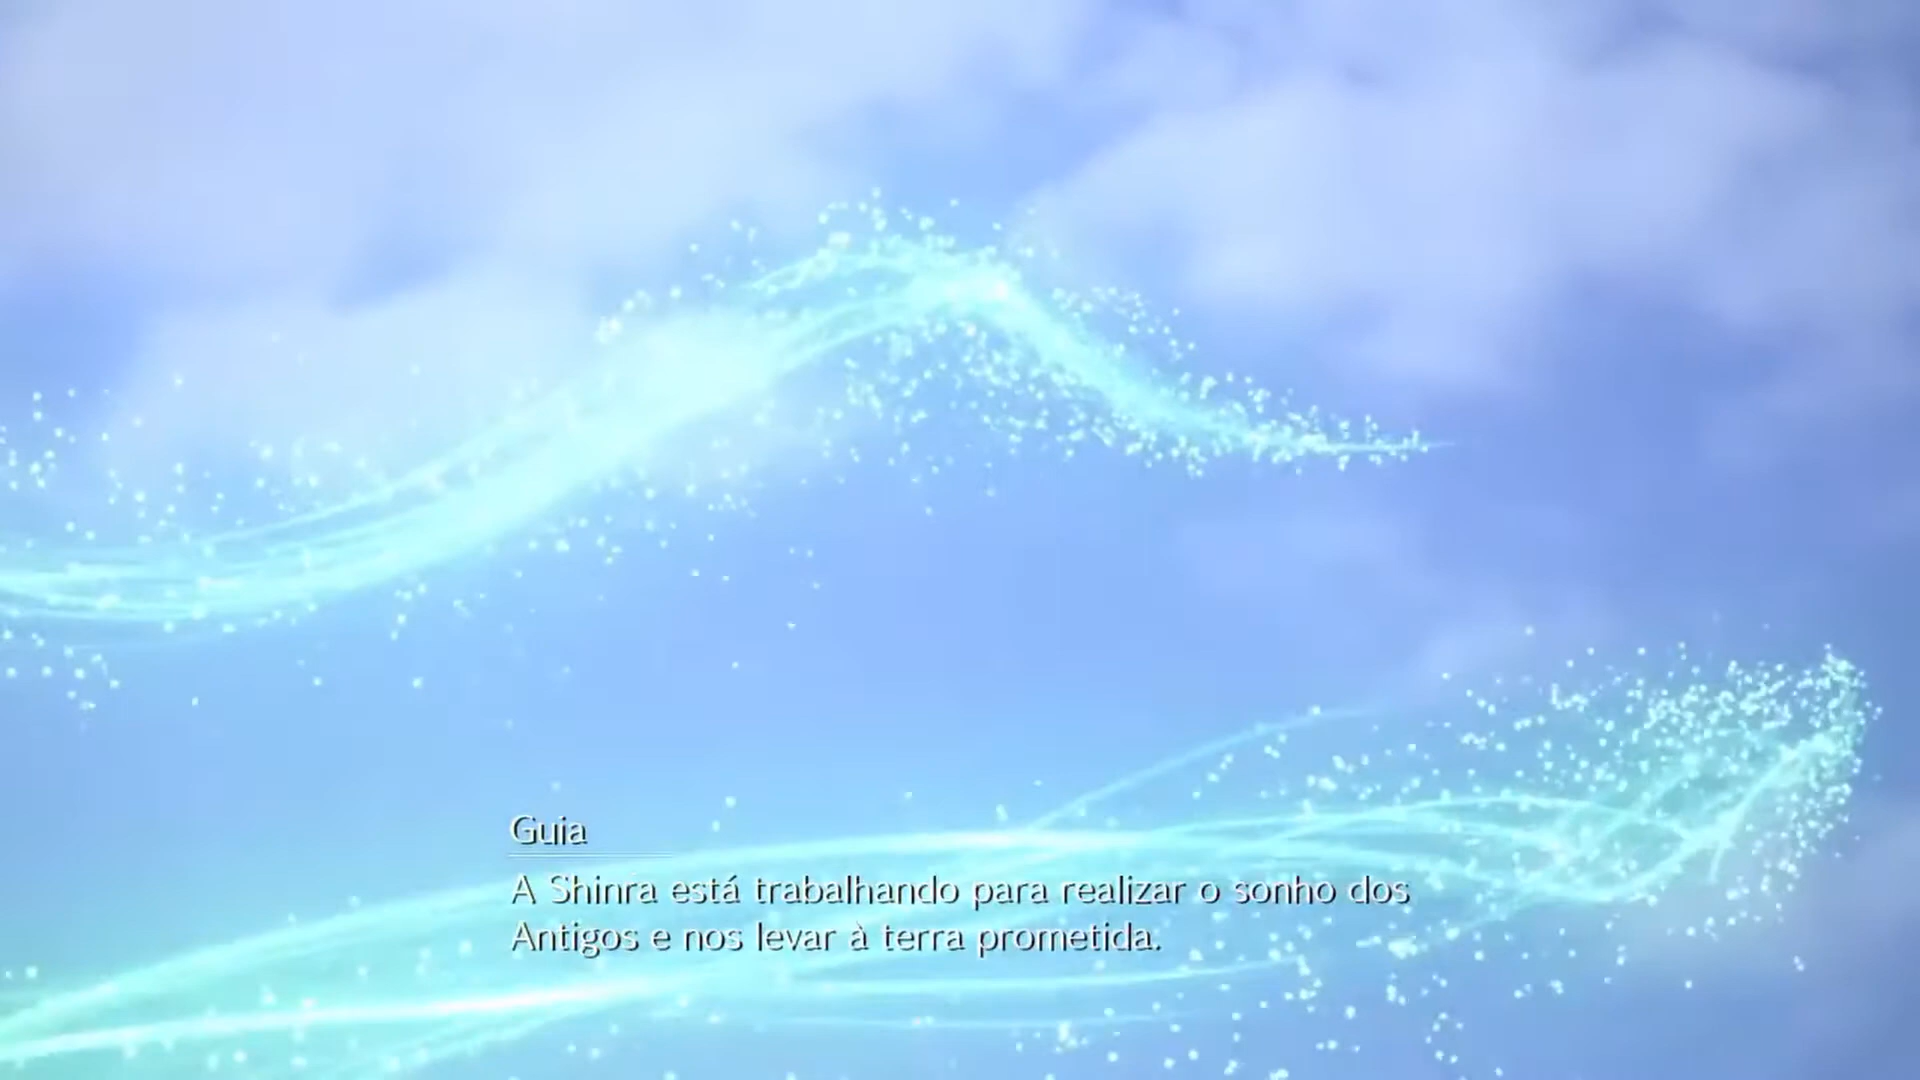 Guia
A Shinra está trabalhando para realizar o sonho dos
Antigos e nos levar à terra prometida.